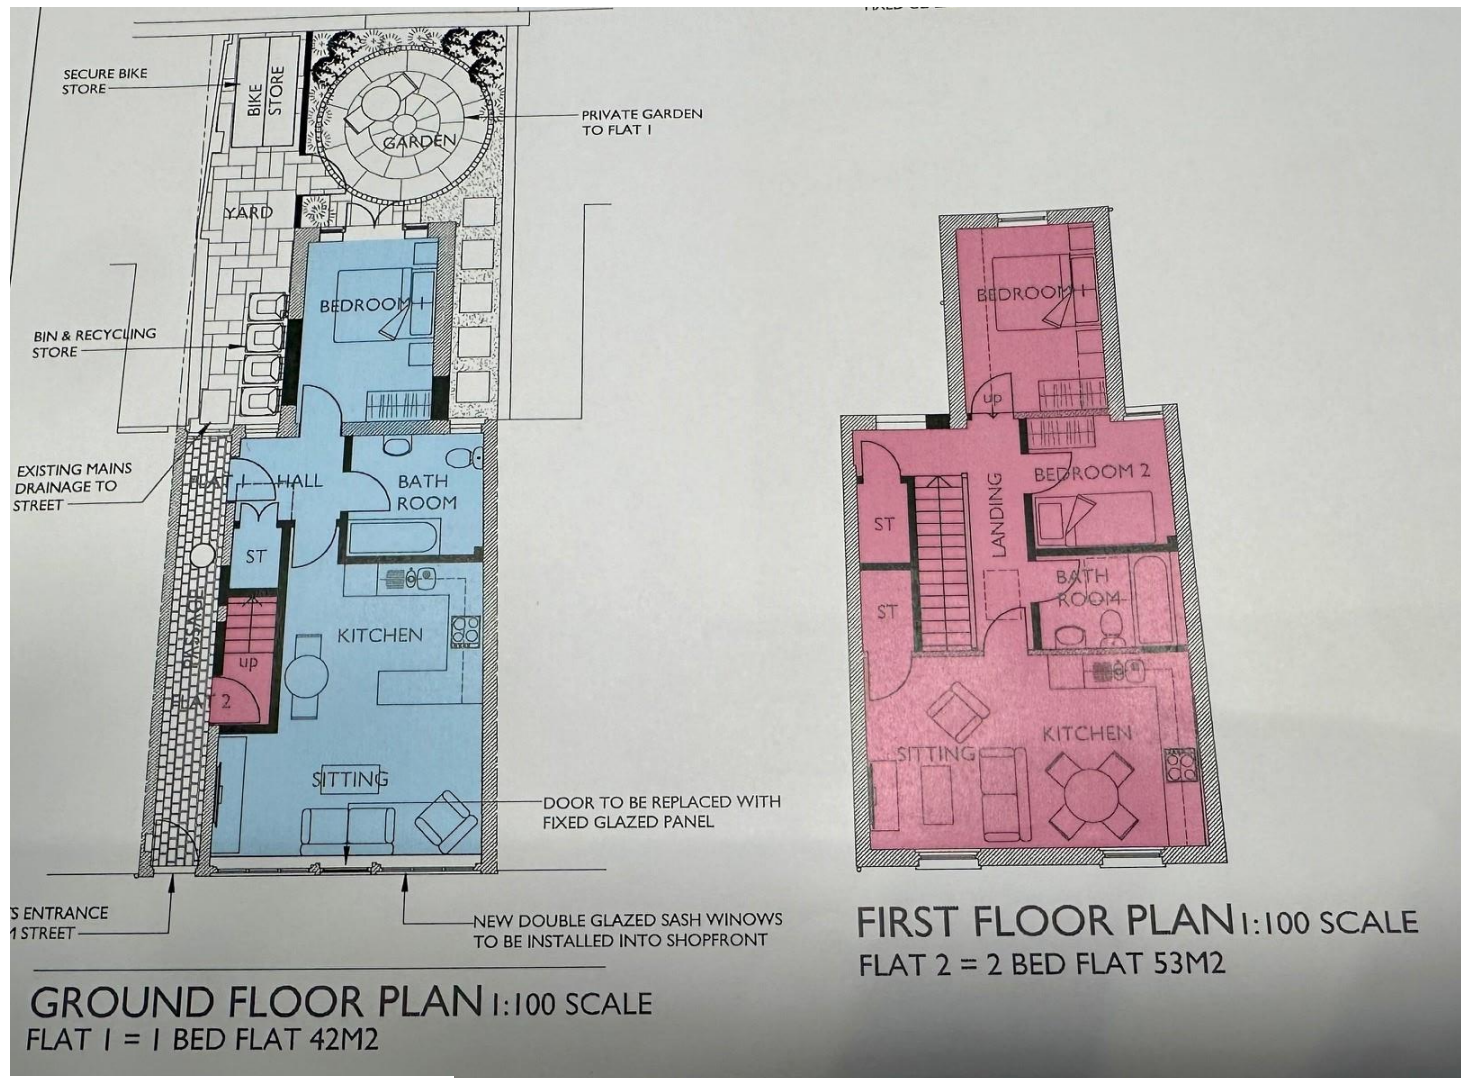 SECURE BIKE
STORE
BIKE
STORE
GARDEN
PRIVATE GARDEN
TO FLAT 1
YARD
BEDROOM 1
BIN & RECYCLING
STORE
EXISTING MAINS
DRAINAGE TO
STREET
FLAT 1
HALL
BATH
ROOM
ST
KITCHEN
PASSAG
up
FLAT 2
SITTING
DOOR TO BE REPLACED WITH
FIXED GLAZED PANEL
S ENTRANCE
STREET
NEW DOUBLE GLAZED SASH WINOWS
TO BE INSTALLED INTO SHOPFRONT
GROUND FLOOR PLAN 1:100 SCALE
FLAT 1 = 1 BED FLAT 42M2
BEDROOM 1
up
BEDROOM 2
LANDING
ST
BATH
ROOM
ST
KITCHEN
SITTING
FIRST FLOOR PLAN 1:100 SCALE
FLAT 2 = 2 BED FLAT 53M2